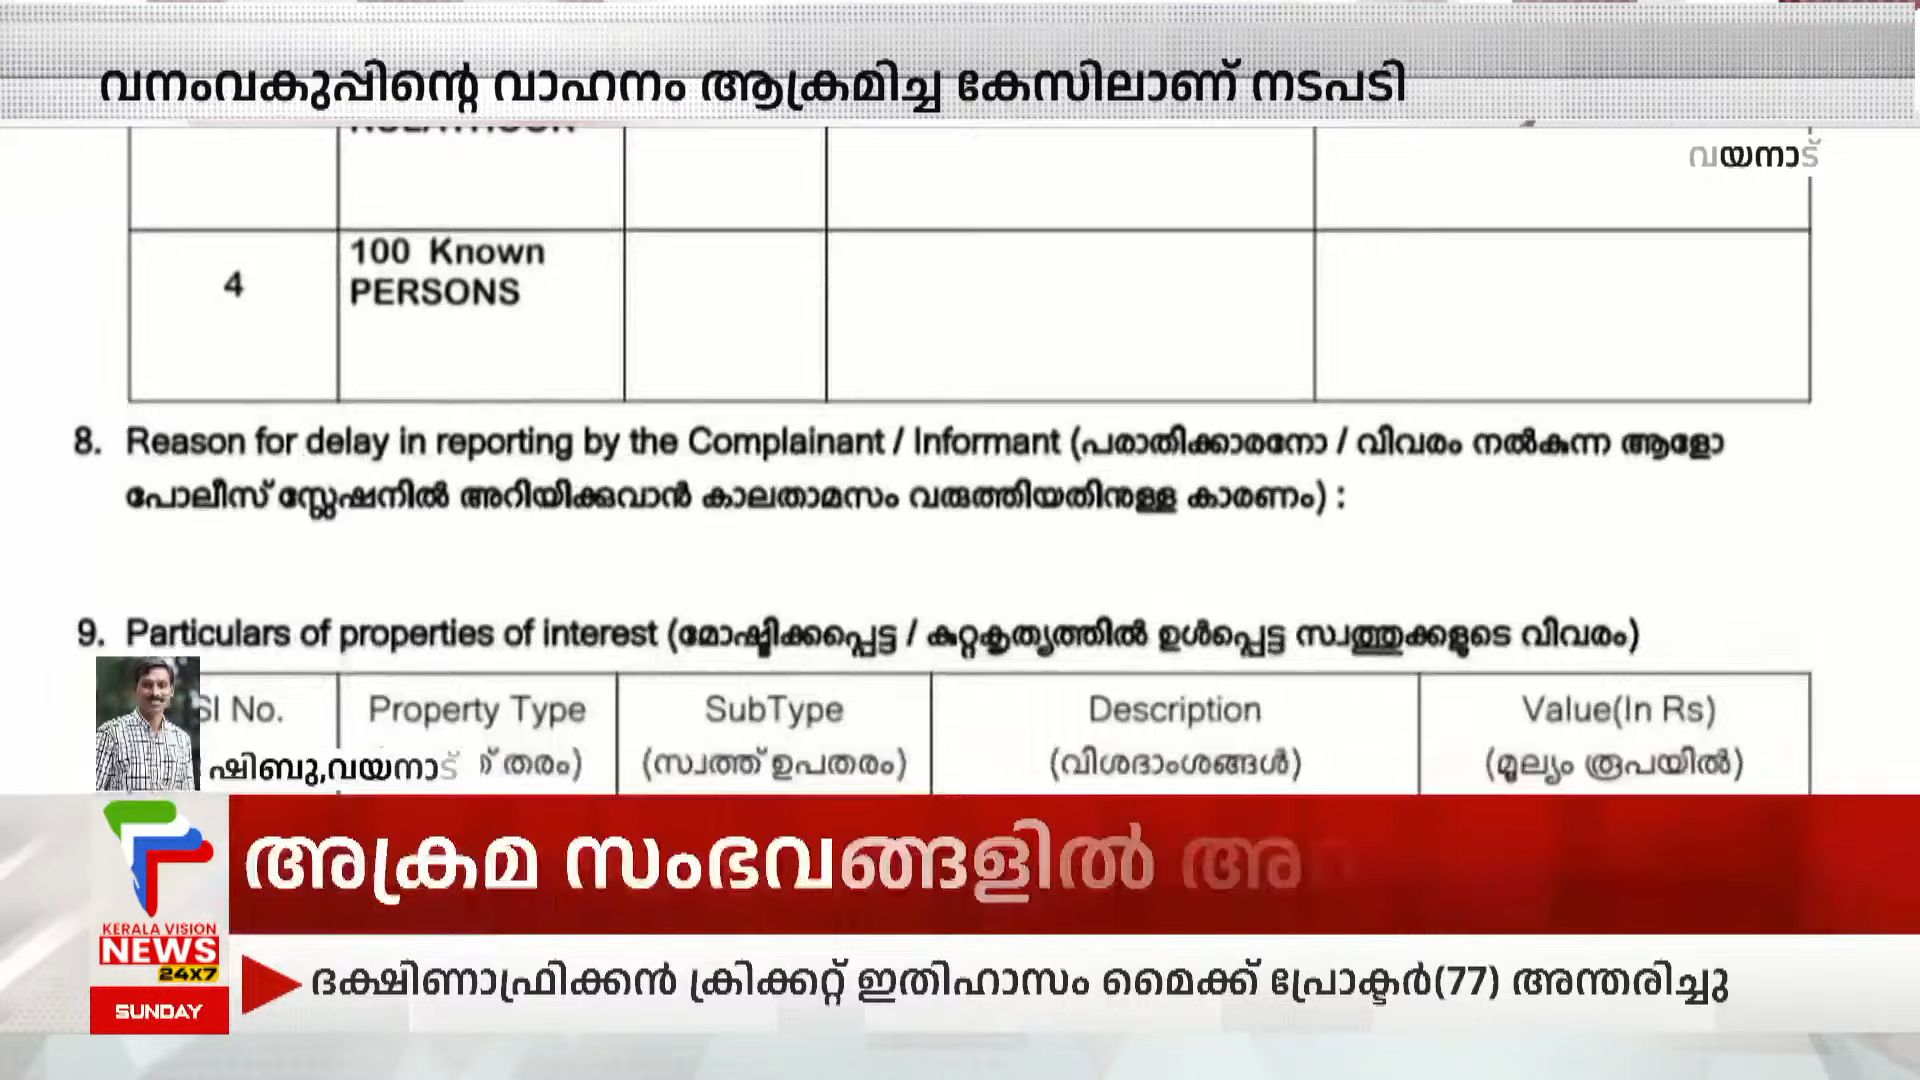 വനംവകുപ്പിന്റെ വാഹനം ആക്രമിച്ച കേസിലാണ് നടപടി
വയനാട്
4
100 Known
PERSONS
8. Reason for delay in reporting by the Complainant / Informant (പരാതിക്കാരനോ / വിവരം നൽകുന്ന ആളോ
പോലീസ് സ്റ്റേഷനിൽ അറിയിക്കുവാൻ കാലതാമസം വരുത്തിയതിനുള്ള കാരണം) :
9. Particulars of properties of interest (മോഷ്ടിക്കപ്പെട്ട / കുറ്റകൃത്യത്തിൽ ഉൾപ്പെട്ട സ്വത്തുക്കളുടെ വിവരം)
Sl No. Property Type SubType Description Value(In Rs)
തരം) (സ്വത്ത് ഉപതരം) (വിശദാംശങ്ങൾ) (മൂല്യം രൂപയിൽ)
ഷിബു,വയനാട്
അക്രമ സംഭവങ്ങളിൽ
KERALA VISION
NEWS
24x7
SUNDAY
ദക്ഷിണാഫ്രിക്കൻ ക്രിക്കറ്റ് ഇതിഹാസം മൈക്ക് പ്രോക്ടർ(77) അന്തരിച്ചു